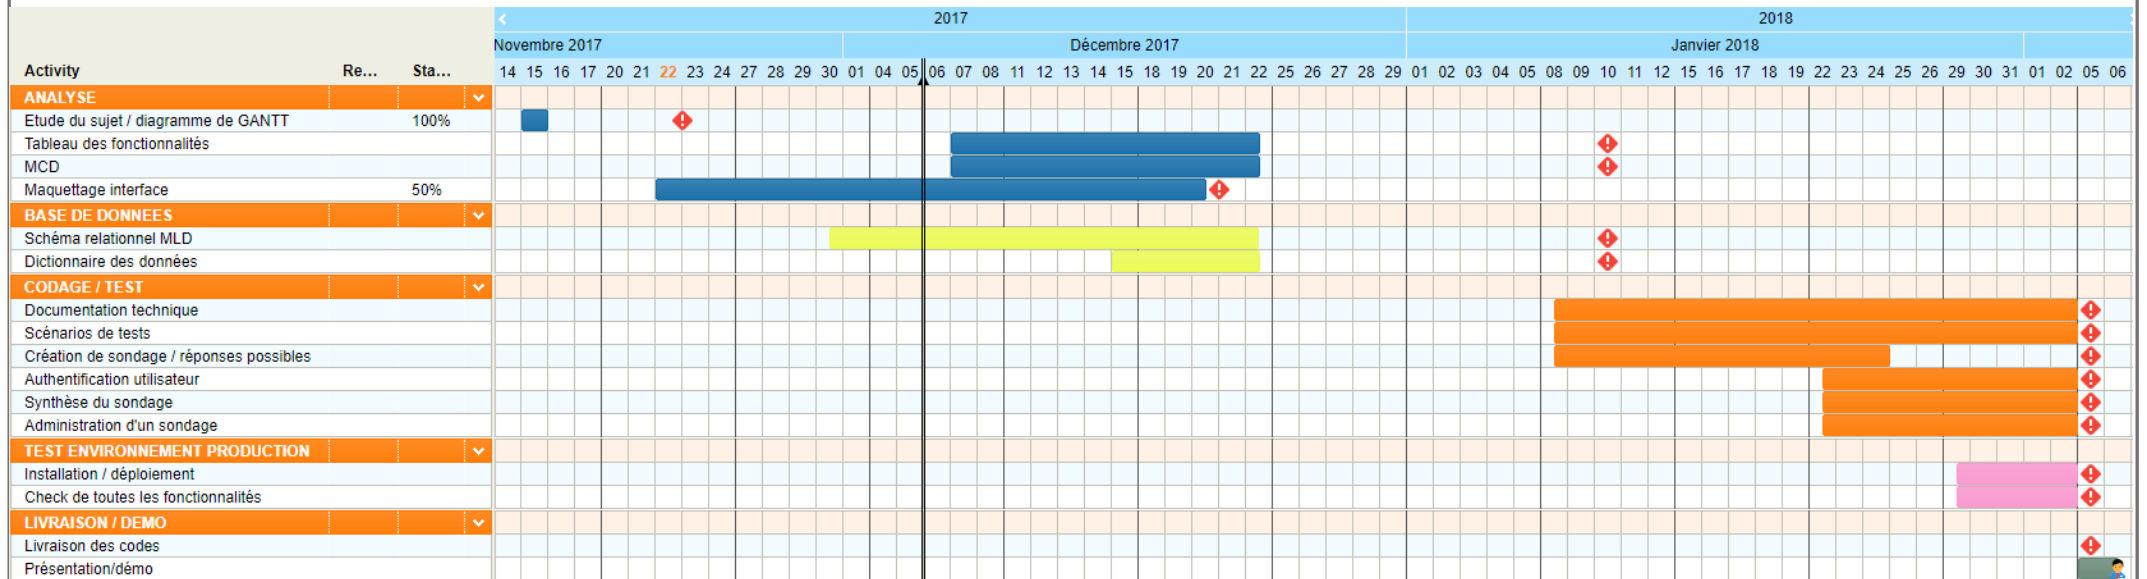 2017 2018
Novembre 2017 Décembre 2017 Janvier 2018
Activity Re... Sta... 14 15 16 17 20 21 22 23 24 27 28 29 30 01 04 05 06 07 08 11 12 13 14 15 18 19 20 21 22 25 26 27 28 29 01 02 03 04 05 08 09 10 11 12 15 16 17 18 19 22 23 24 25 26 29 30 31 01 02 05 06
ANALYSE
Etude du sujet / diagramme de GANTT 100%
Tableau des fonctionnalités
MCD
Maquettage interface 50%
BASE DE DONNEES
Schéma relationnel MLD
Dictionnaire des données
CODAGE / TEST
Documentation technique
Scénarios de tests
Création de sondage / réponses possibles
Authentification utilisateur
Synthèse du sondage
Administration d'un sondage
TEST ENVIRONNEMENT PRODUCTION
Installation / déploiement
Check de toutes les fonctionnalités
LIVRAISON / DEMO
Livraison des codes
Présentation/démo